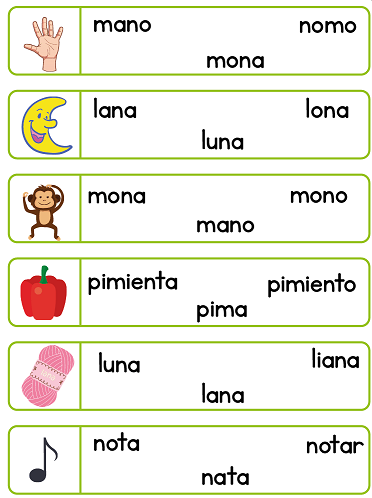 mano nomo
mona
lana lona
luna
mona mono
mano
pimienta pimiento
pima
luna liana
lana
nota notar
nata